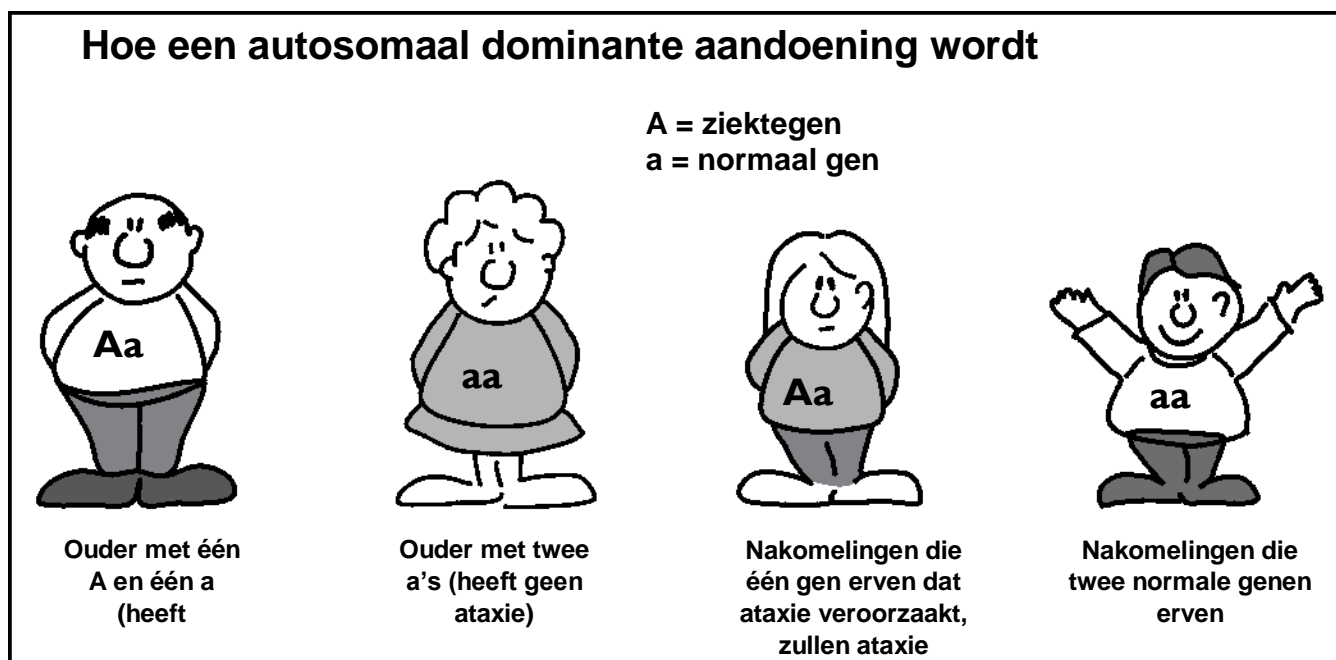 Hoe een autosomaal dominante aandoening wordt
A = ziektegen
a = normaal gen
Aa
aa
Aa
aa
Ouder met één
A en één a
(heeft
Ouder met twee
a's (heeft geen
ataxie)
Nakomelingen die
één gen erven dat
ataxie veroorzaakt,
zullen ataxie
Nakomelingen die
twee normale genen
erven